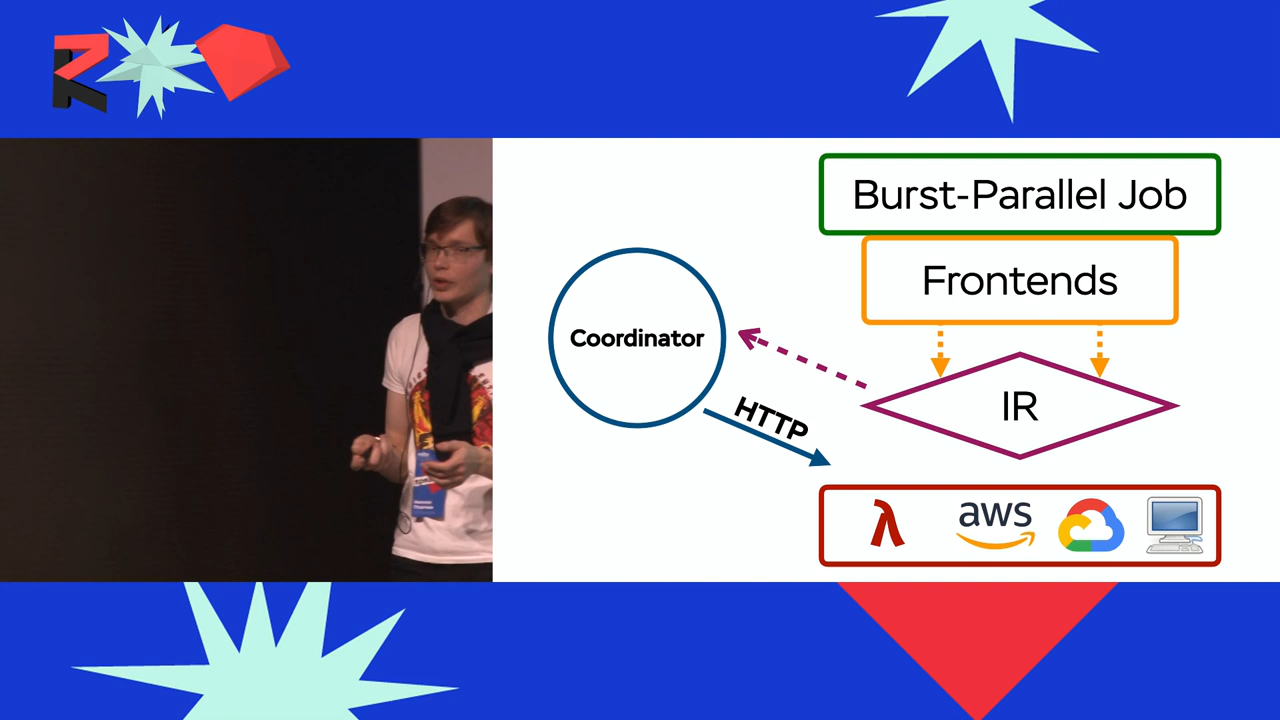 Burst-Parallel Job
Frontends
Coordinator
IR
HTTP
λ
aws